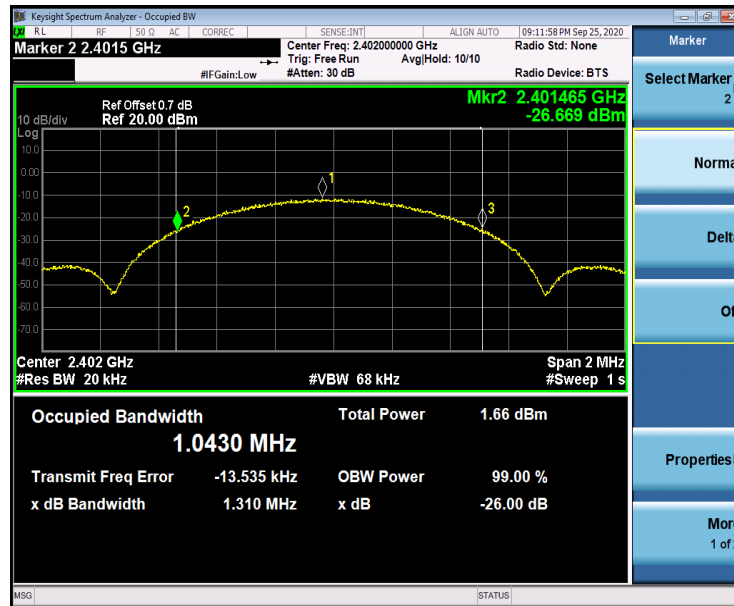 Keysight Spectrum Analyzer - Occupied BW
LXI RL RF 50 Ω AC CORREC SENSE:INT ALIGN AUTO 09:11:58 PM Sep 25, 2020
Marker 2 2.4015 GHz
Center Freq: 2.402000000 GHz
Radio Std: None
Trig: Free Run Avg|Hold: 10/10
#IFGain:Low
#Atten: 30 dB
Radio Device: BTS
Ref Offset 0.7 dB
Ref 20.00 dBm
10 dB/div
Log
Mkr2 2.401465 GHz
-26.669 dBm
10.0
0.00
-10.0
-20.0
-30.0
-40.0
-50.0
-60.0
-70.0
1
2
3
Center 2.402 GHz
Span 2 MHz
#Res BW 20 kHz
#VBW 68 kHz
#Sweep 1 s
Occupied Bandwidth
1.0430 MHz
Total Power 1.66 dBm
Transmit Freq Error -13.535 kHz
OBW Power 99.00 %
x dB Bandwidth 1.310 MHz
x dB -26.00 dB
MSG
STATUS
Marker
Select Marker
2
Norma
Delt
Of
Properties
Mor
1 of